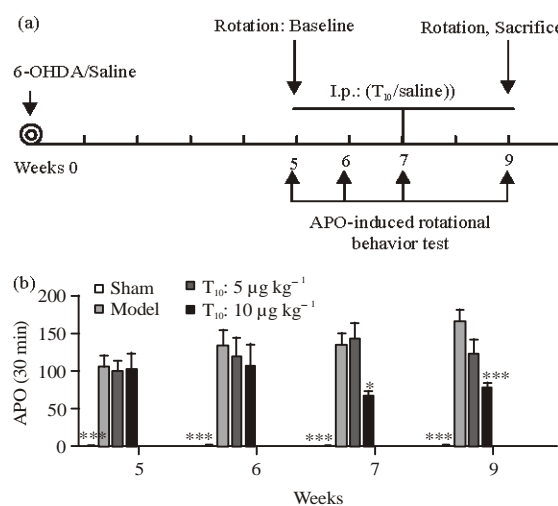 (a)
Rotation: Baseline
Rotation, Sacrifice
6-OHDA/Saline
I.p.: (T₁₀/saline))
Weeks 0
5 6 7 9
APO-induced rotational
behavior test
(b)
Sham T₁₀: 5 µg kg⁻¹
Model T₁₀: 10 µg kg⁻¹
200
150
100
50
0
APO (30 min)
*** *** *** * *** ***
5 6 7 9
Weeks